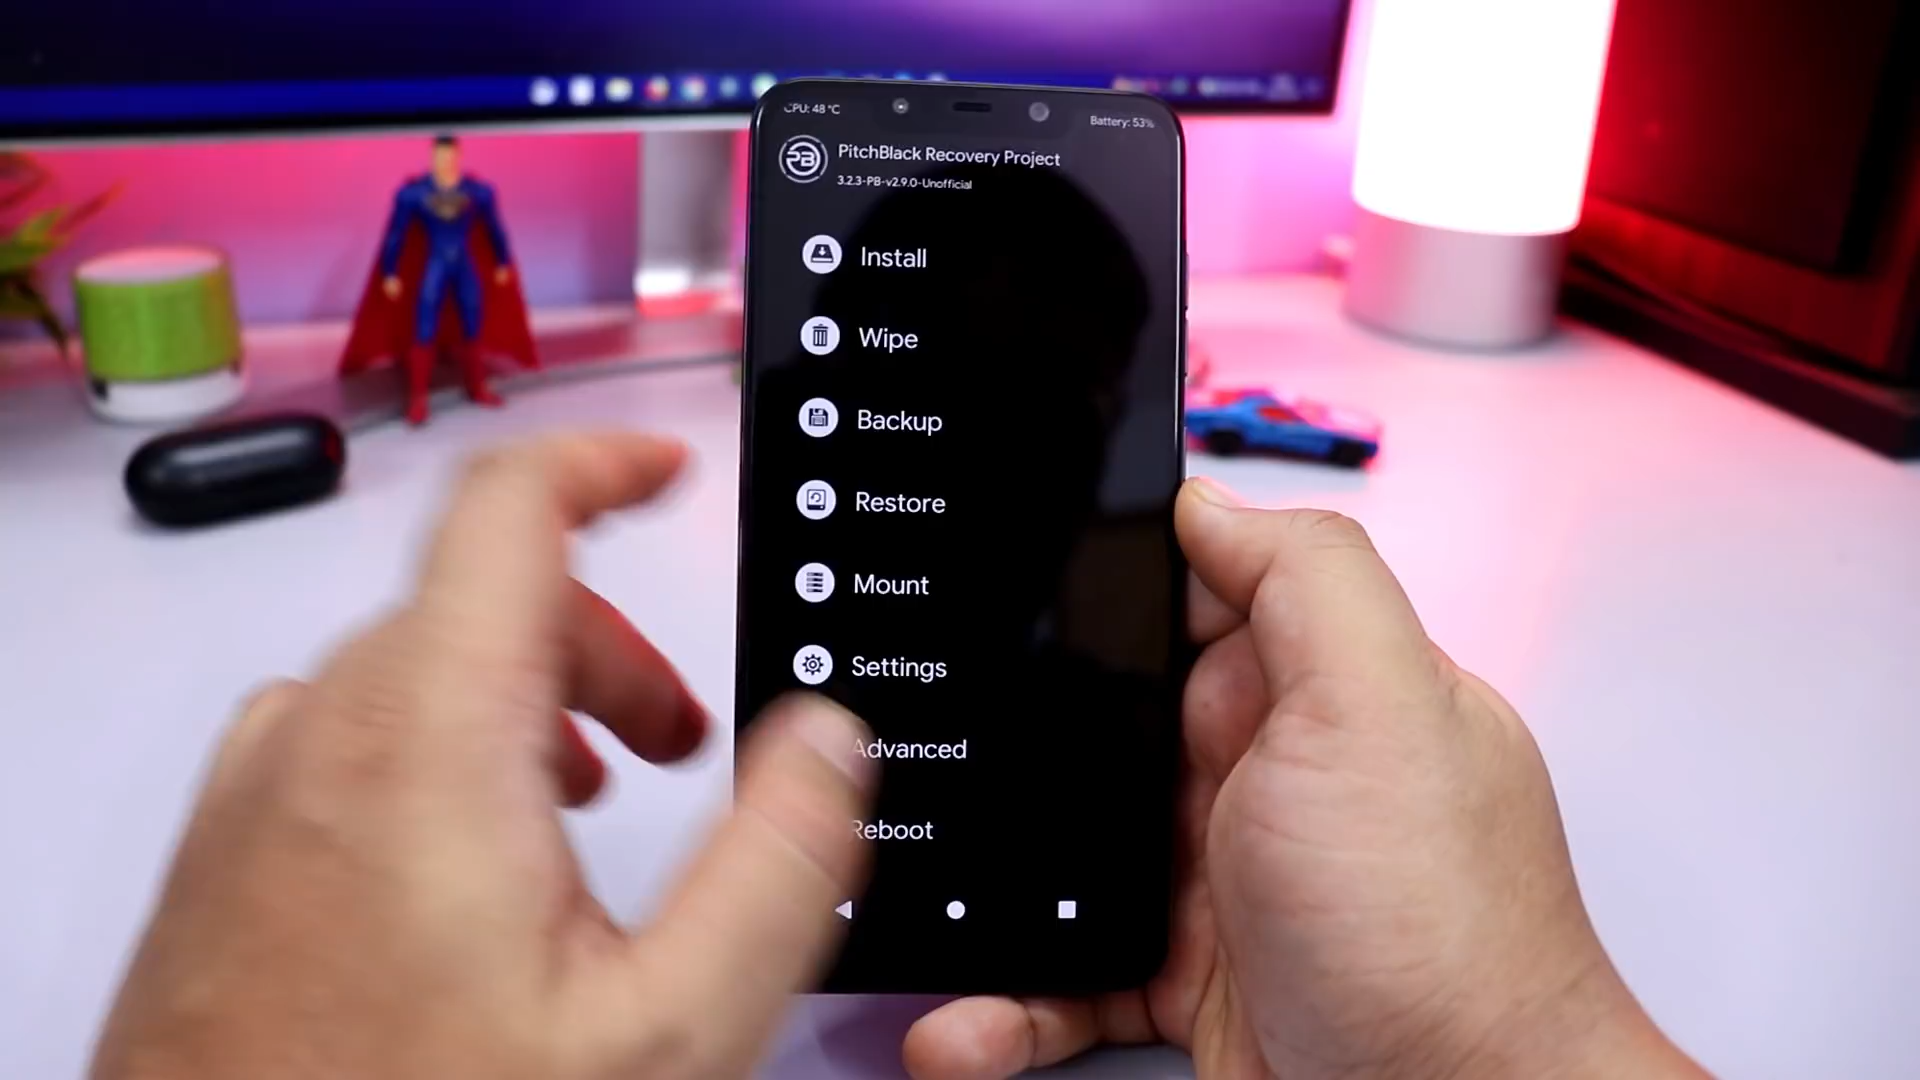 CPU: 48 °C
Battery: 53%
PB
PitchBlack Recovery Project
3.2.3-PB-v2.9.0-Unofficial
Install
Wipe
Backup
Restore
Mount
Settings
Advanced
Reboot